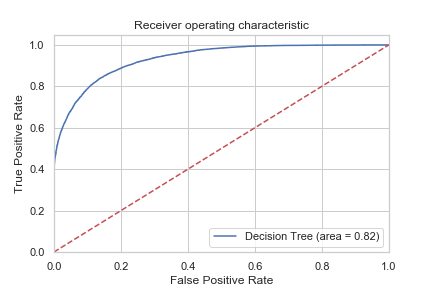 Receiver operating characteristic
1.0
0.8
0.6
0.4
0.2
0.0
True Positive Rate
Decision Tree (area = 0.82)
0.0 0.2 0.4 0.6 0.8 1.0
False Positive Rate